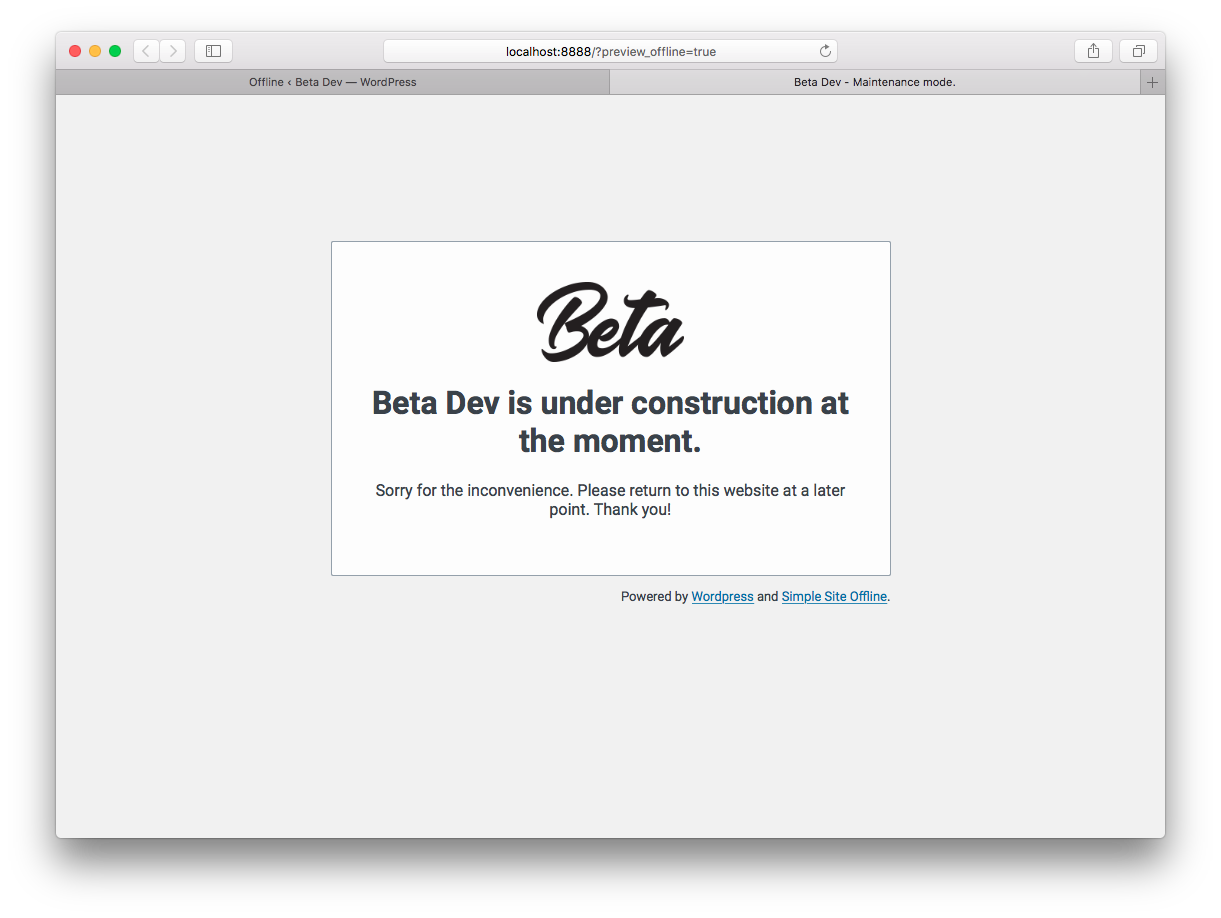 localhost:8888/?preview_offline=true
Offline ‹ Beta Dev — WordPress
Beta Dev - Maintenance mode.
Beta
Beta Dev is under construction at
the moment.
Sorry for the inconvenience. Please return to this website at a later
point. Thank you!
Powered by Wordpress and Simple Site Offline.